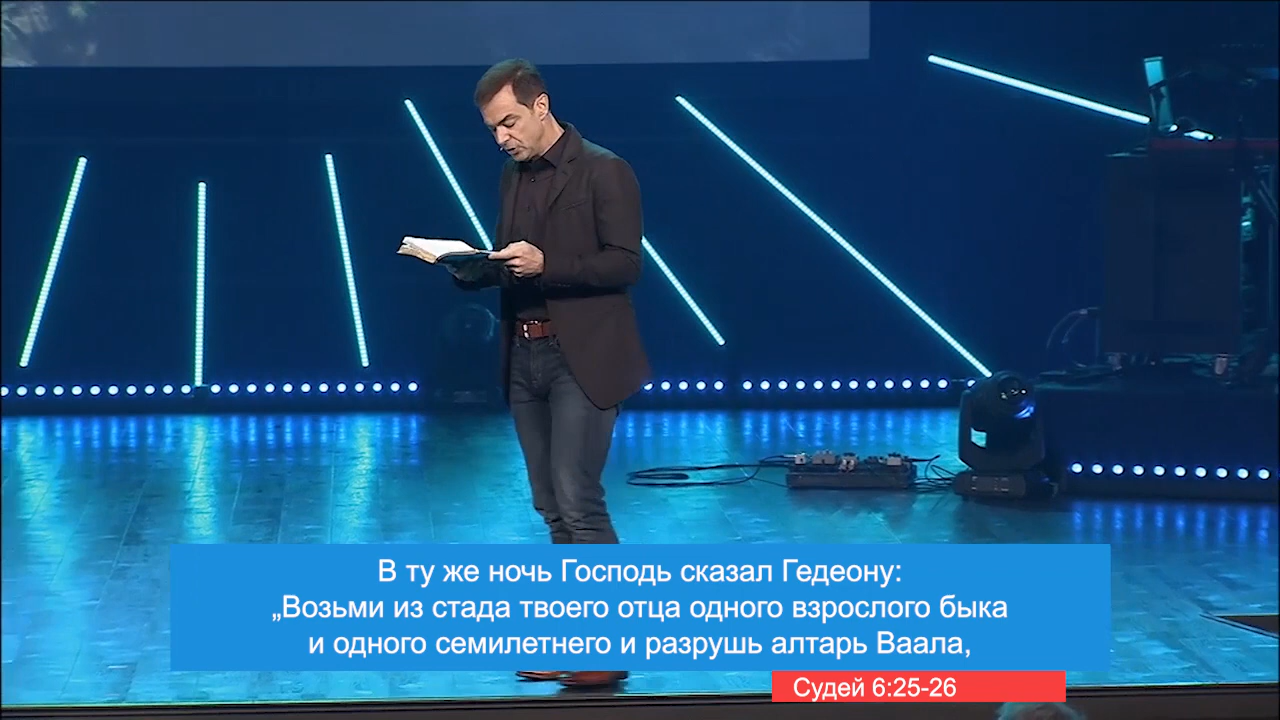 В ту же ночь Господь сказал Гедеону:
„Возьми из стада твоего отца одного взрослого быка
и одного семилетнего и разрушь алтарь Ваала,
Судей 6:25-26